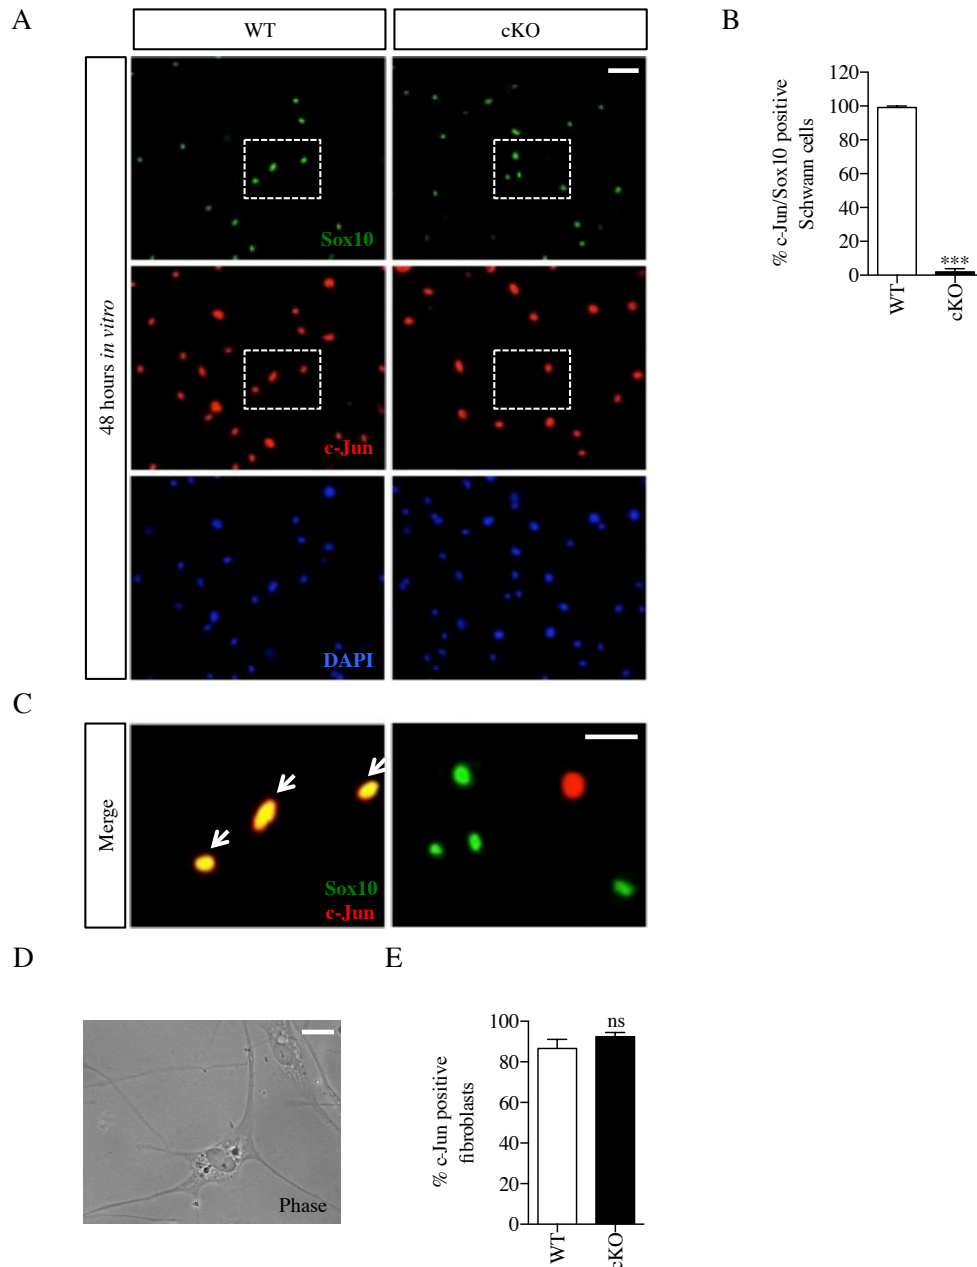 A
WT
cKO
48 hours in vitro
Sox10
c-Jun
DAPI
B
% c-Jun/Sox10 positive
Schwann cells
120
100
80
60
40
20
0
***
WT
cKO
C
Merge
Sox10
c-Jun
D
Phase
E
% c-Jun positive
fibroblasts
100
80
60
40
20
0
ns
WT
cKO